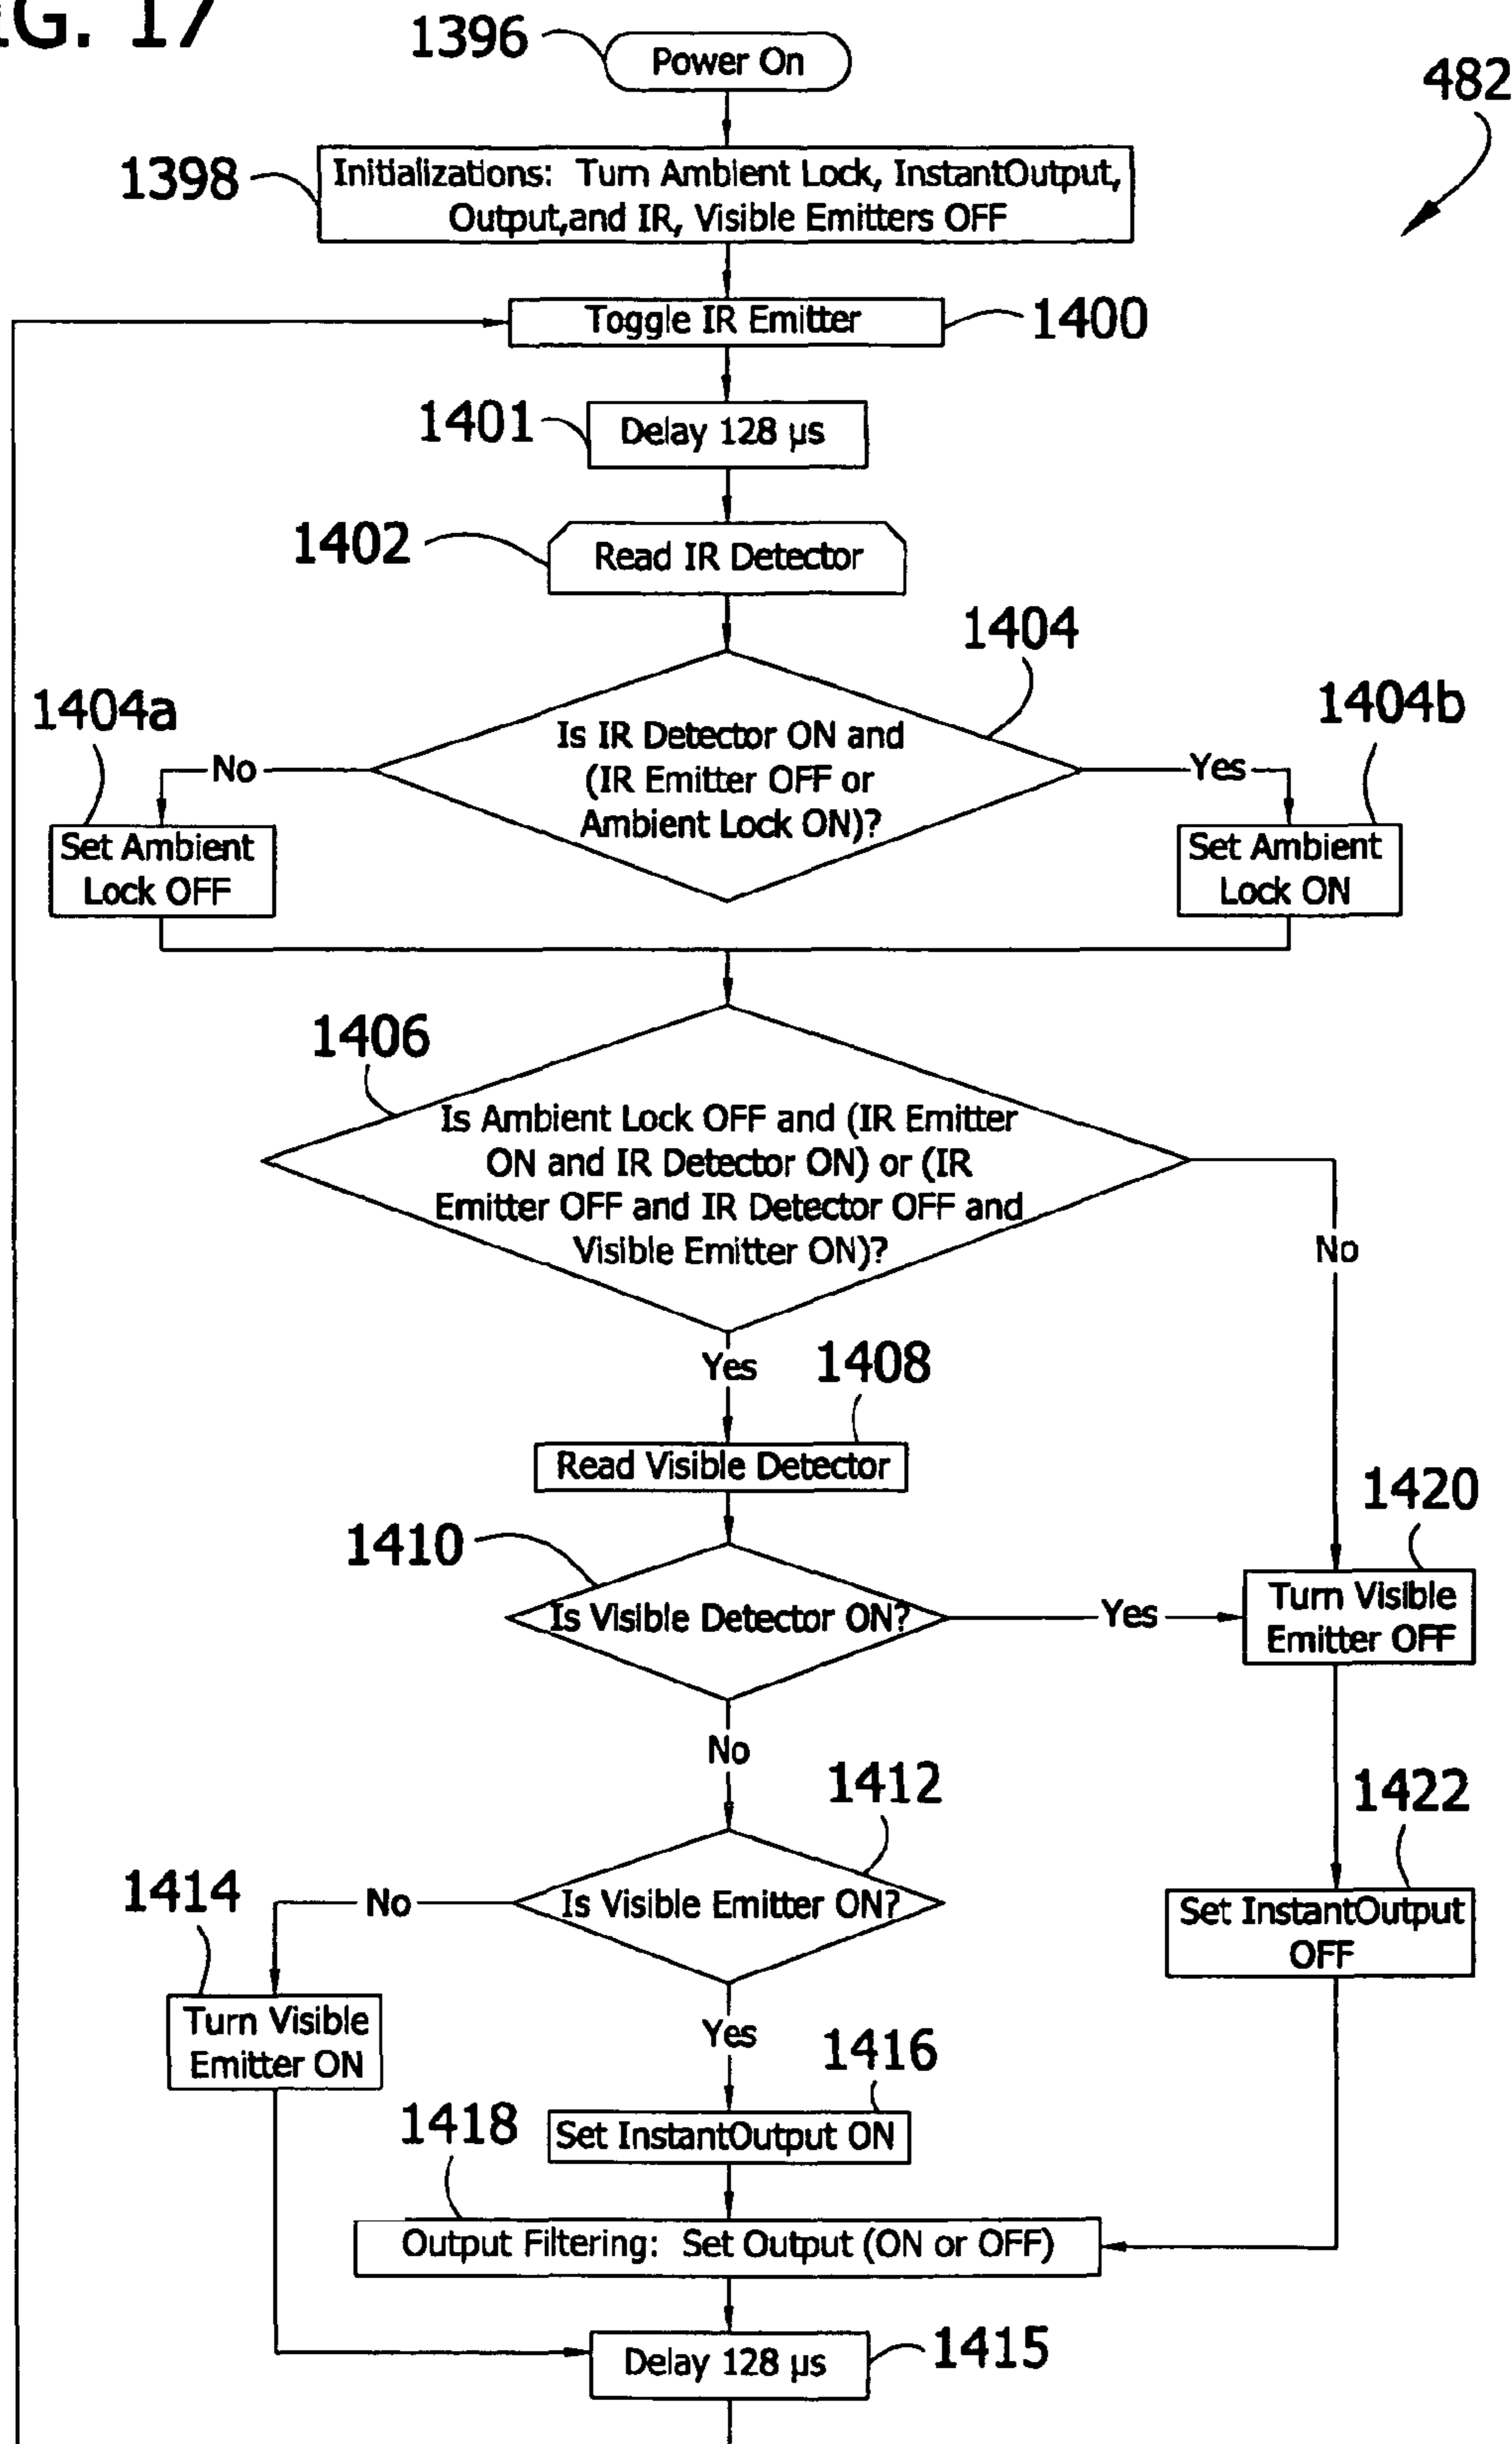 FIG. 17
1396
Power On
482
1398
Initializations: Turn Ambient Lock, InstantOutput,
Output,and IR, Visible Emitters OFF
Toggle IR Emitter
1400
1401
Delay 128 µs
1402
Read IR Detector
1404
1404a
1404b
Is IR Detector ON and
(IR Emitter OFF or
Ambient Lock ON)?
No
Yes
Set Ambient
Lock OFF
Set Ambient
Lock ON
1406
Is Ambient Lock OFF and (IR Emitter
ON and IR Detector ON) or (IR
Emitter OFF and IR Detector OFF and
Visible Emitter ON)?
No
Yes
1408
Read Visible Detector
1420
1410
Is Visible Detector ON?
Yes
Turn Visible
Emitter OFF
No
1412
1422
1414
No
Is Visible Emitter ON?
Set InstantOutput
OFF
Turn Visible
Emitter ON
Yes
1416
1418
Set InstantOutput ON
Output Filtering: Set Output (ON or OFF)
1415
Delay 128 µs